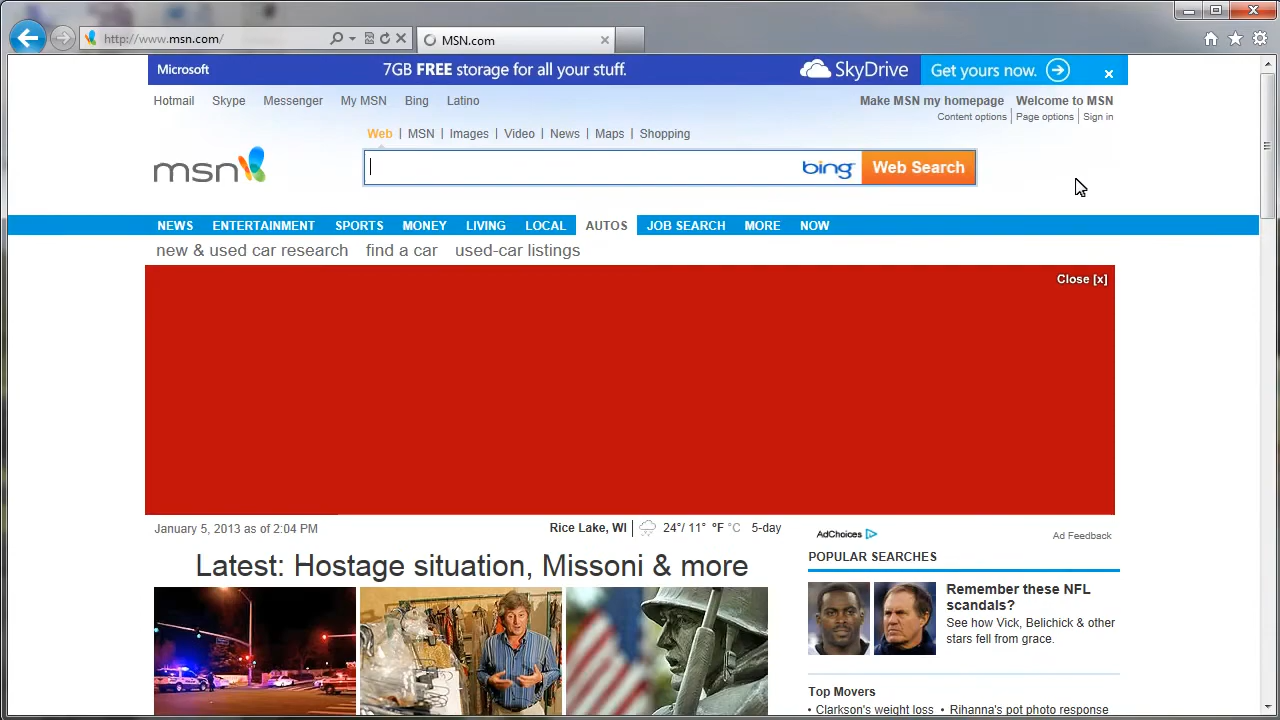 http://www.msn.com/
MSN.com
Microsoft
7GB FREE storage for all your stuff.
SkyDrive
Get yours now.
×
Hotmail Skype Messenger My MSN Bing Latino
Make MSN my homepage Welcome to MSN
Content options | Page options | Sign in
Web | MSN | Images | Video | News | Maps | Shopping
msn
bing
Web Search
NEWS ENTERTAINMENT SPORTS MONEY LIVING LOCAL AUTOS JOB SEARCH MORE NOW
new & used car research find a car used-car listings
Close [x]
January 5, 2013 as of 2:04 PM
Rice Lake, WI | 24°/ 11° °F °C 5-day
AdChoices
Ad Feedback
Latest: Hostage situation, Missoni & more
POPULAR SEARCHES
Remember these NFL
scandals?
See how Vick, Belichick & other
stars fell from grace.
Top Movers
• Clarkson's weight loss • Rihanna's pot photo response